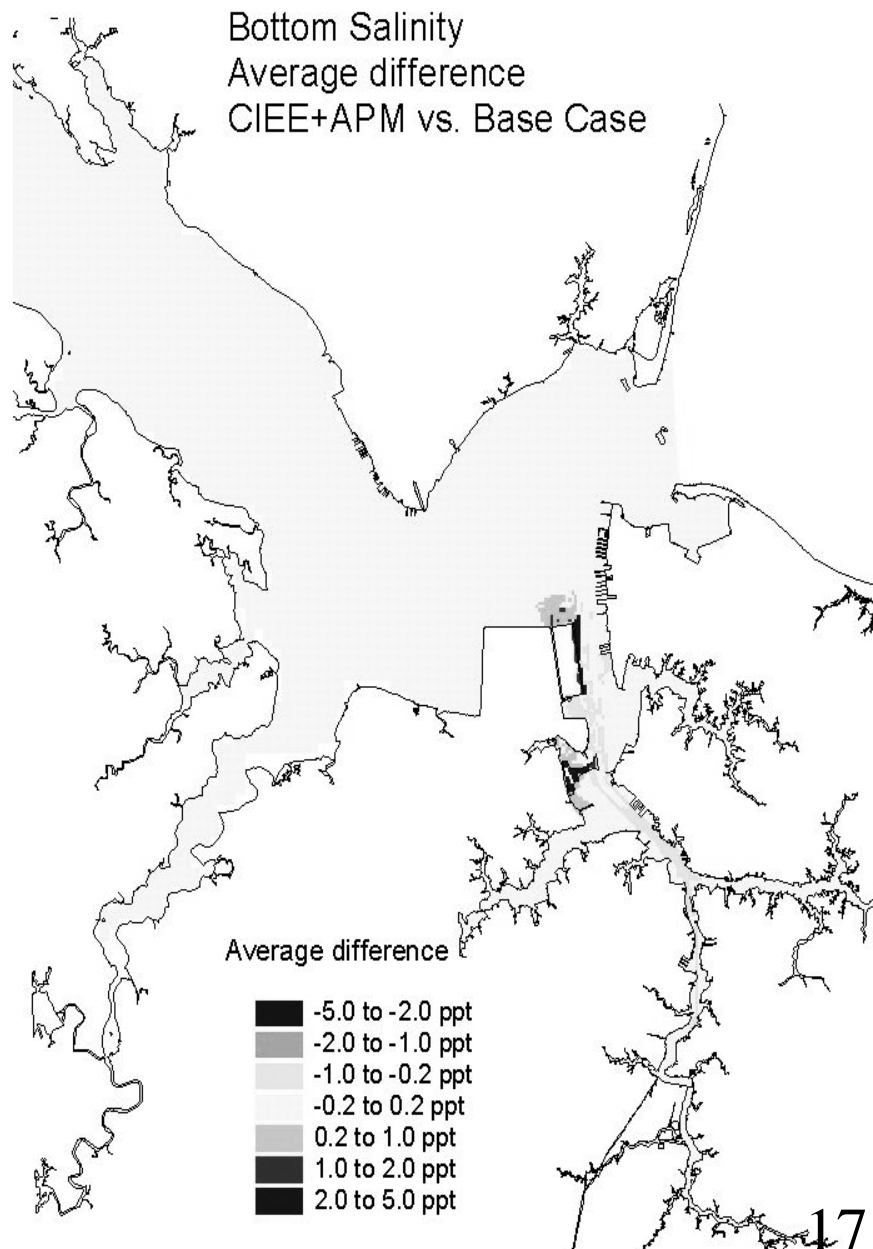 Bottom Salinity
Average difference
CIEE+APM vs. Base Case
Average difference
-5.0 to -2.0 ppt
-2.0 to -1.0 ppt
-1.0 to -0.2 ppt
-0.2 to 0.2 ppt
0.2 to 1.0 ppt
1.0 to 2.0 ppt
2.0 to 5.0 ppt
17